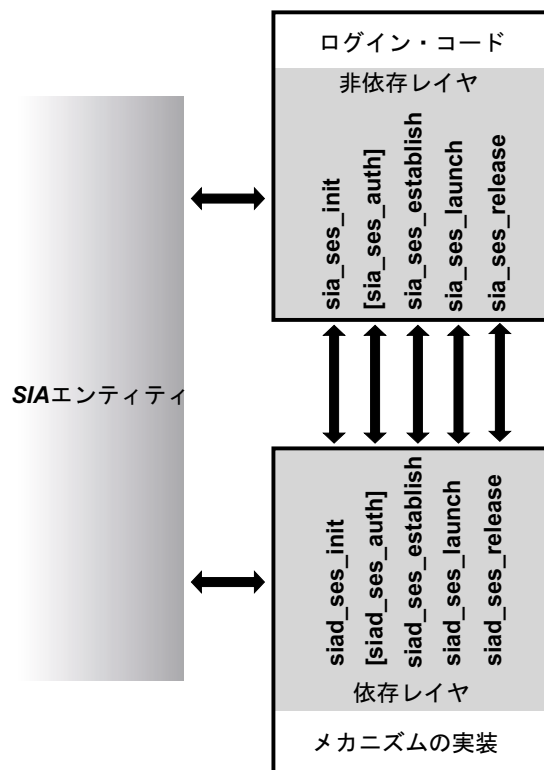 ログイン・コード
非依存レイヤ
sia_ses_init
[sia_ses_auth]
sia_ses_establish
sia_ses_launch
sia_ses_release
SIAエンティティ
siad_ses_init
[siad_ses_auth]
siad_ses_establish
siad_ses_launch
siad_ses_release
依存レイヤ
メカニズムの実装